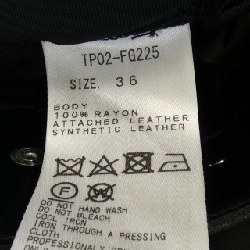 TP02-FG225
SIZE. 36
BODY
100% RAYON
ATTACHED LEATHER
SYNTHETIC LEATHER
F W
DO NOT HAND WASH
DO NOT BLEACH
COOL IRON
IRON THROUGH A PRESSING
CLOTH
PROFESSIONAL